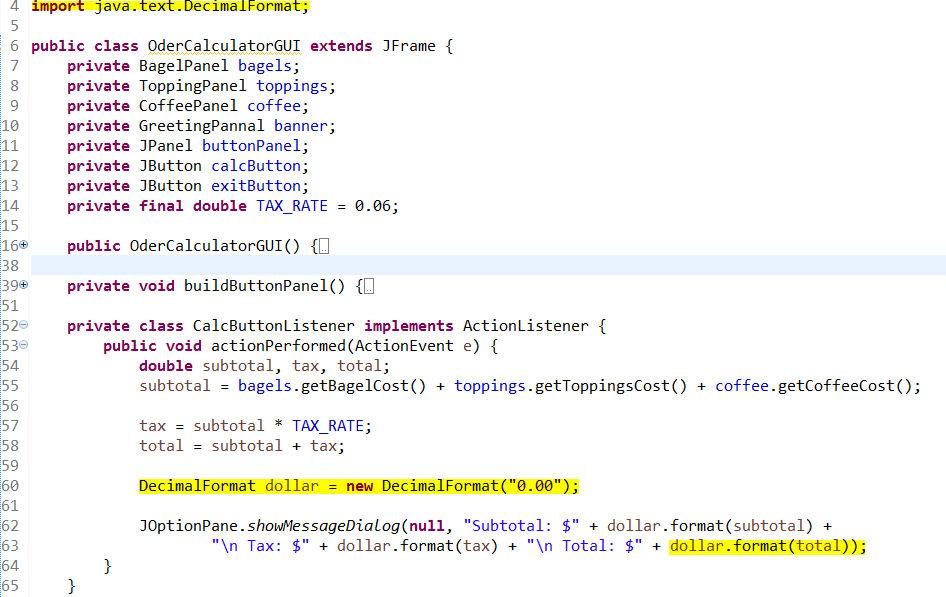 4 import java.text.DecimalFormat;
5
6 public class OderCalculatorGUI extends JFrame {
7 private BagelPanel bagels;
8 private ToppingPanel toppings;
9 private CoffeePanel coffee;
10 private GreetingPannal banner;
11 private JPanel buttonPanel;
12 private JButton calcButton;
13 private JButton exitButton;
14 private final double TAX_RATE = 0.06;
15
16 public OderCalculatorGUI() {..
38
39 private void buildButtonPanel() {..
51
52 private class CalcButtonListener implements ActionListener {
53 public void actionPerformed(ActionEvent e) {
54 double subtotal, tax, total;
55 subtotal = bagels.getBagelCost() + toppings.getToppingsCost() + coffee.getCoffeeCost();
56
57 tax = subtotal * TAX_RATE;
58 total = subtotal + tax;
59
60 DecimalFormat dollar = new DecimalFormat("0.00");
61
62 JOptionPane.showMessageDialog(null, "Subtotal: $" + dollar.format(subtotal) +
63 "\n Tax: $" + dollar.format(tax) + "\n Total: $" + dollar.format(total));
64 }
65 }